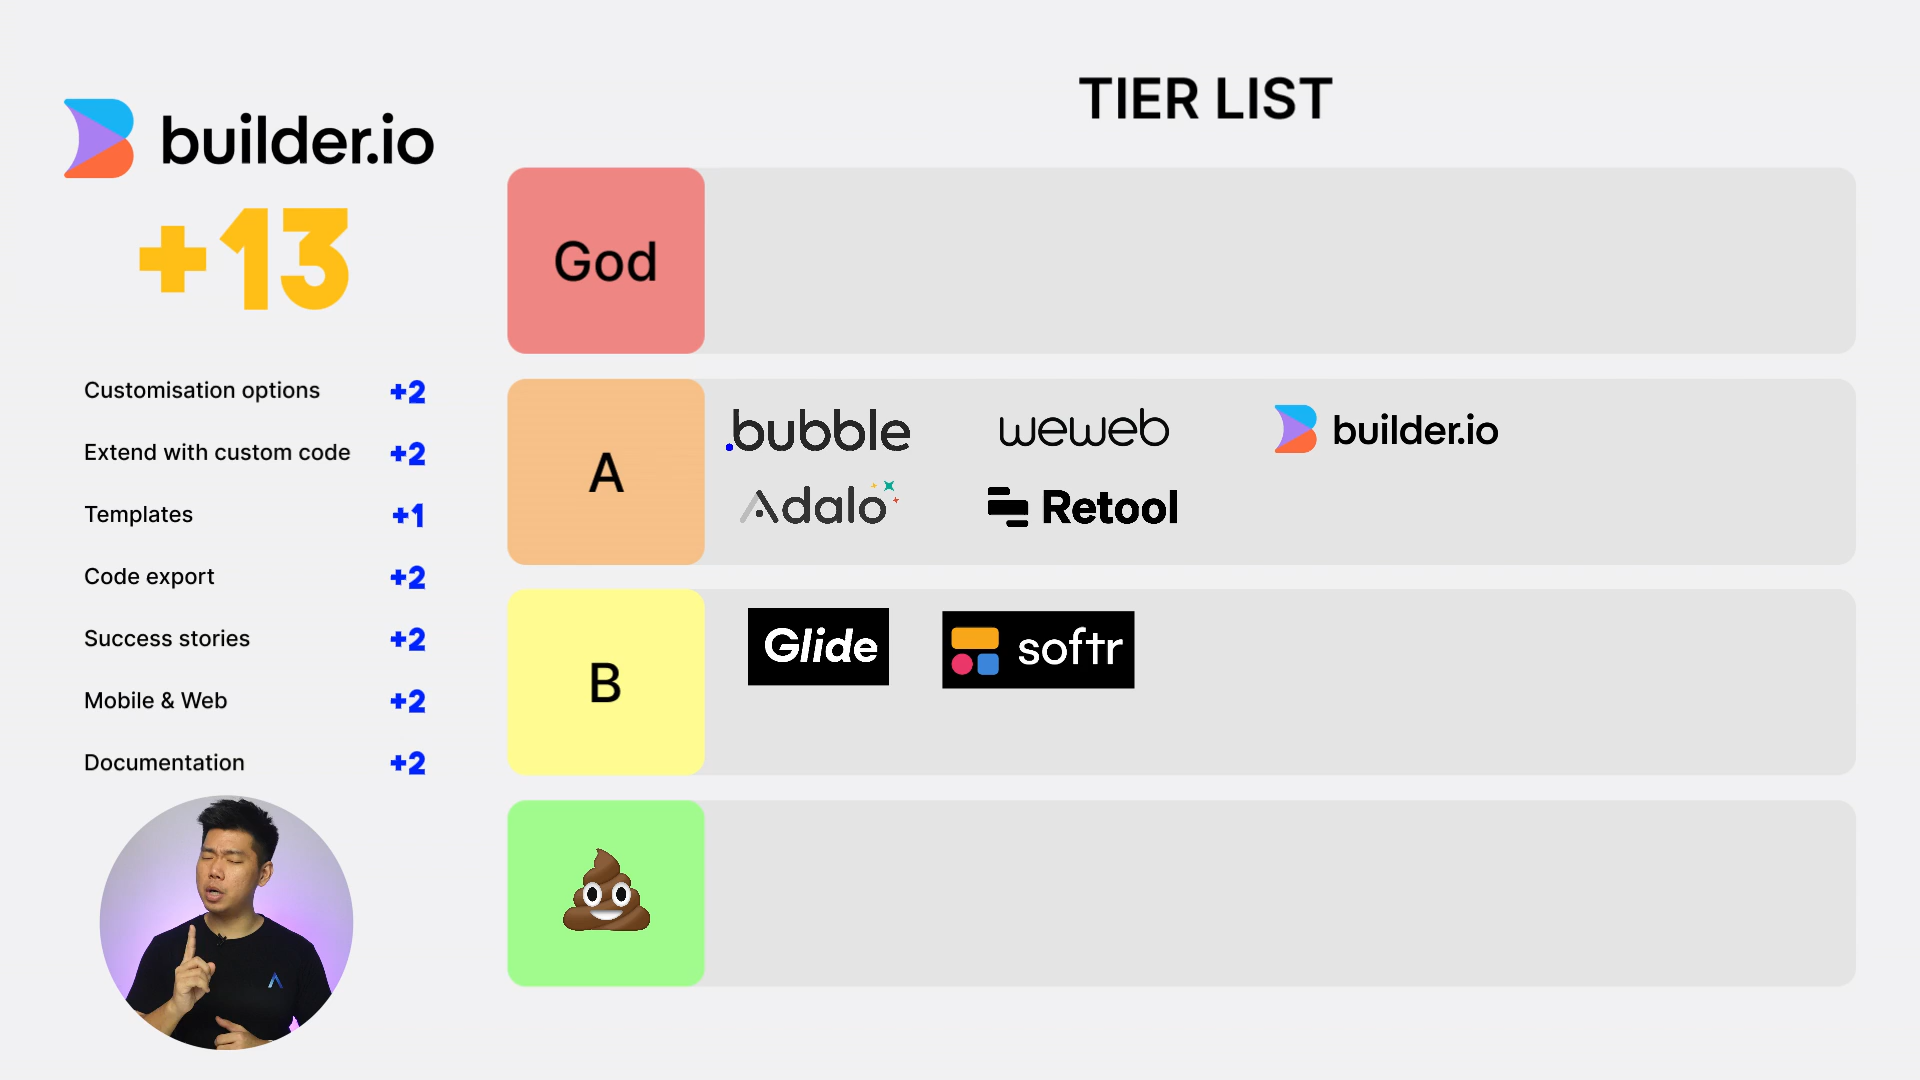 builder.io
+13
Customisation options +2
Extend with custom code +2
Templates +1
Code export +2
Success stories +2
Mobile & Web +2
Documentation +2
TIER LIST
God
A
.bubble weweb builder.io
Adalo Retool
B
Glide softr